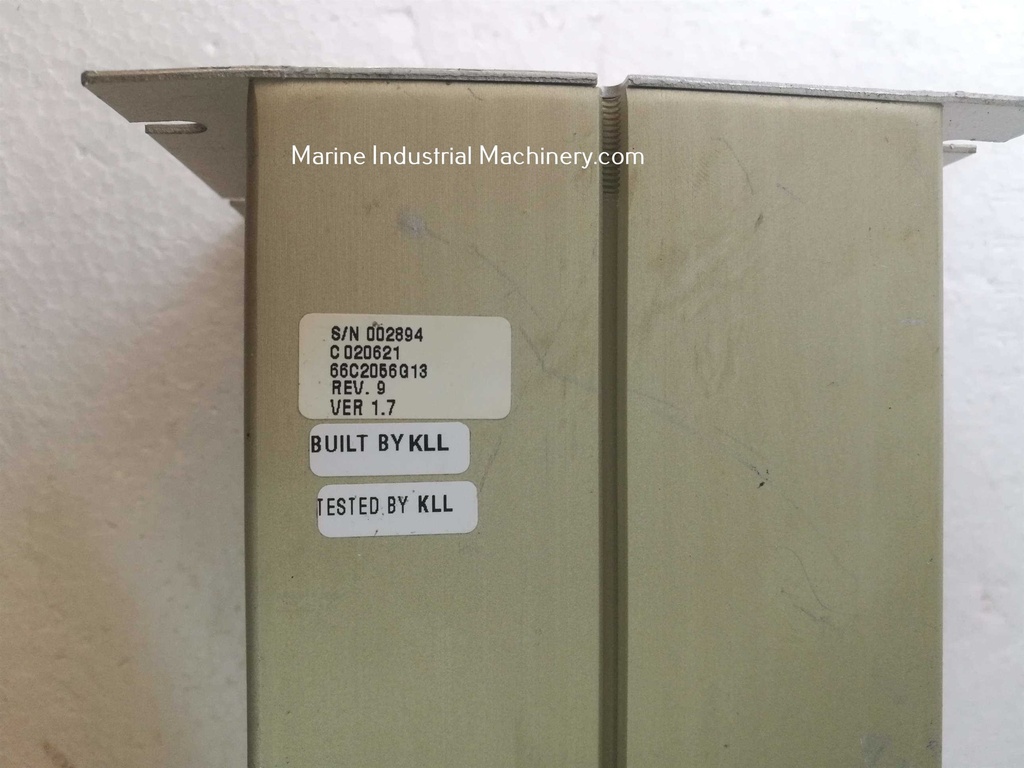 Marine Industrial Machinery.com
S/N 002894
C 020621
66C2056G13
REV. 9
VER 1.7
BUILT BY KLL
TESTED BY KLL